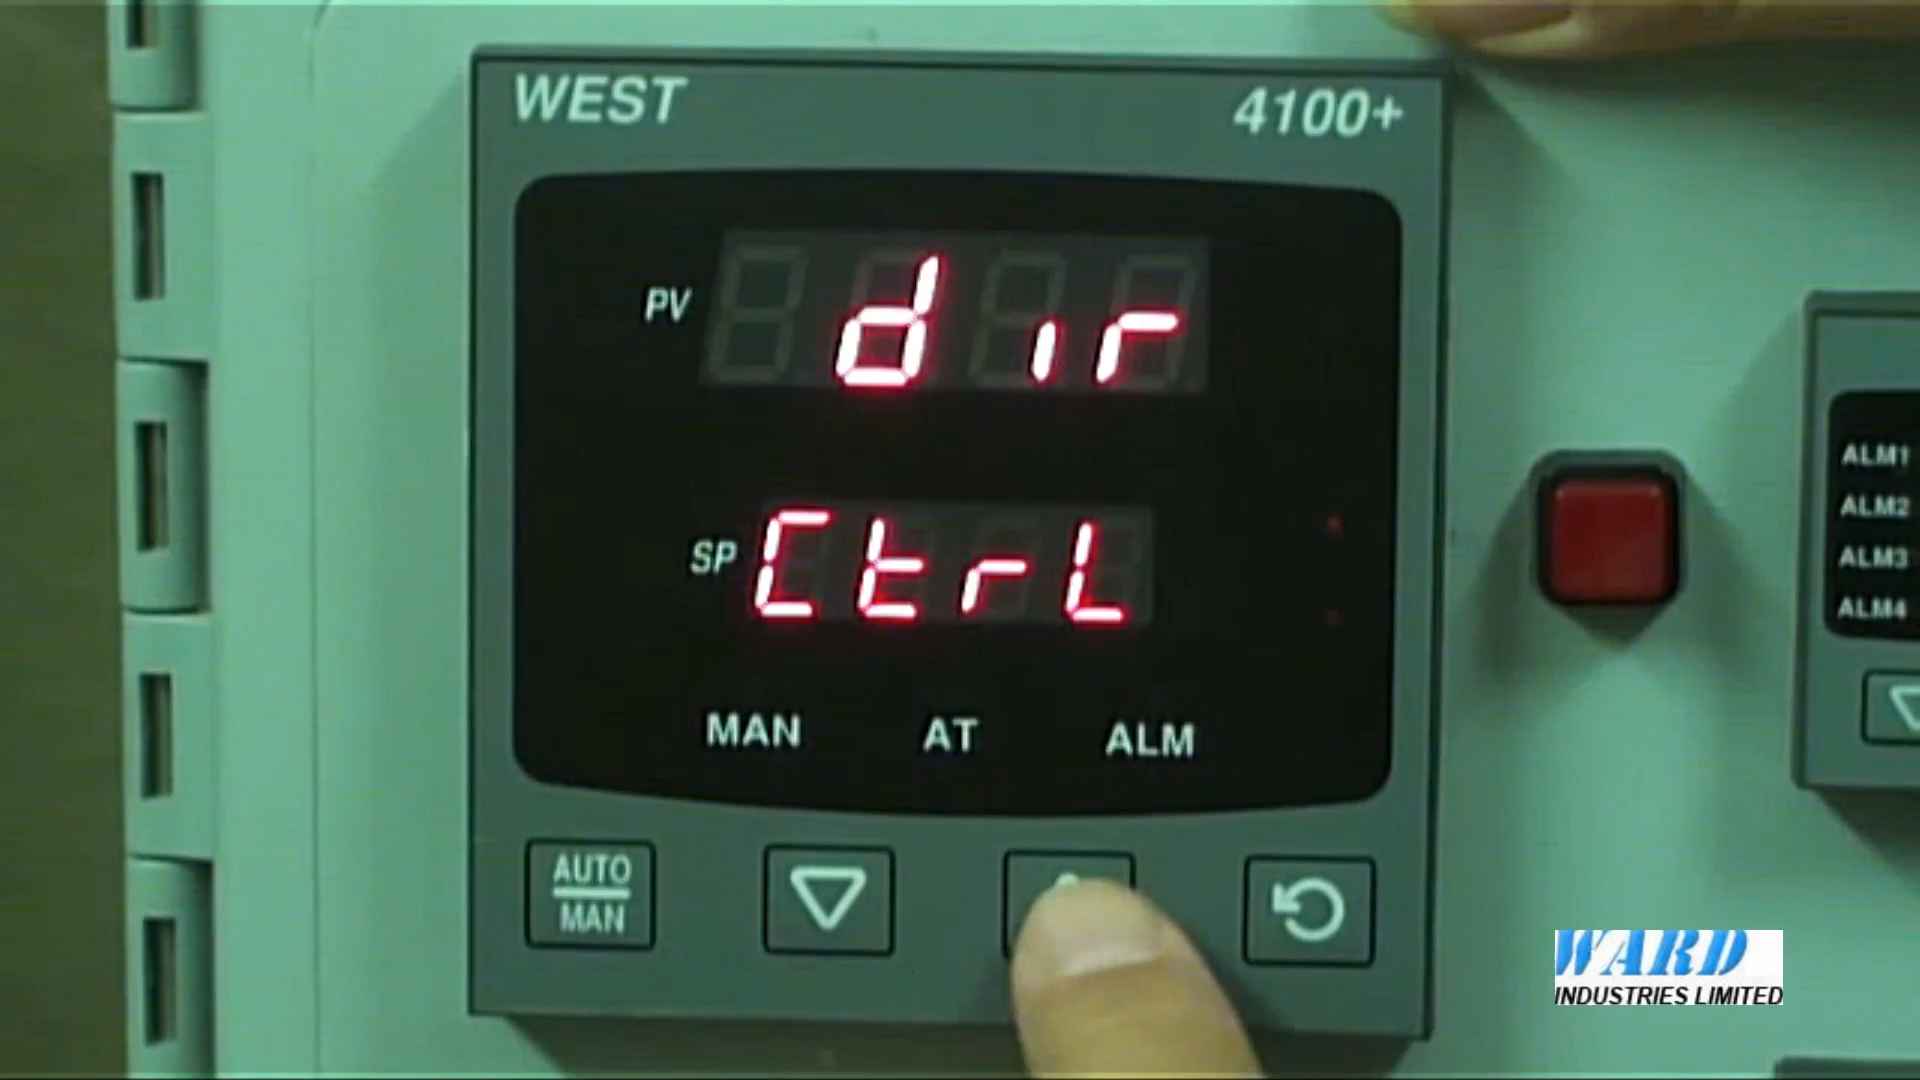 WEST 4100+
PV dir
SP CtrL
MAN AT ALM
AUTO
MAN
ALM1
ALM2
ALM3
ALM4
WARD
INDUSTRIES LIMITED